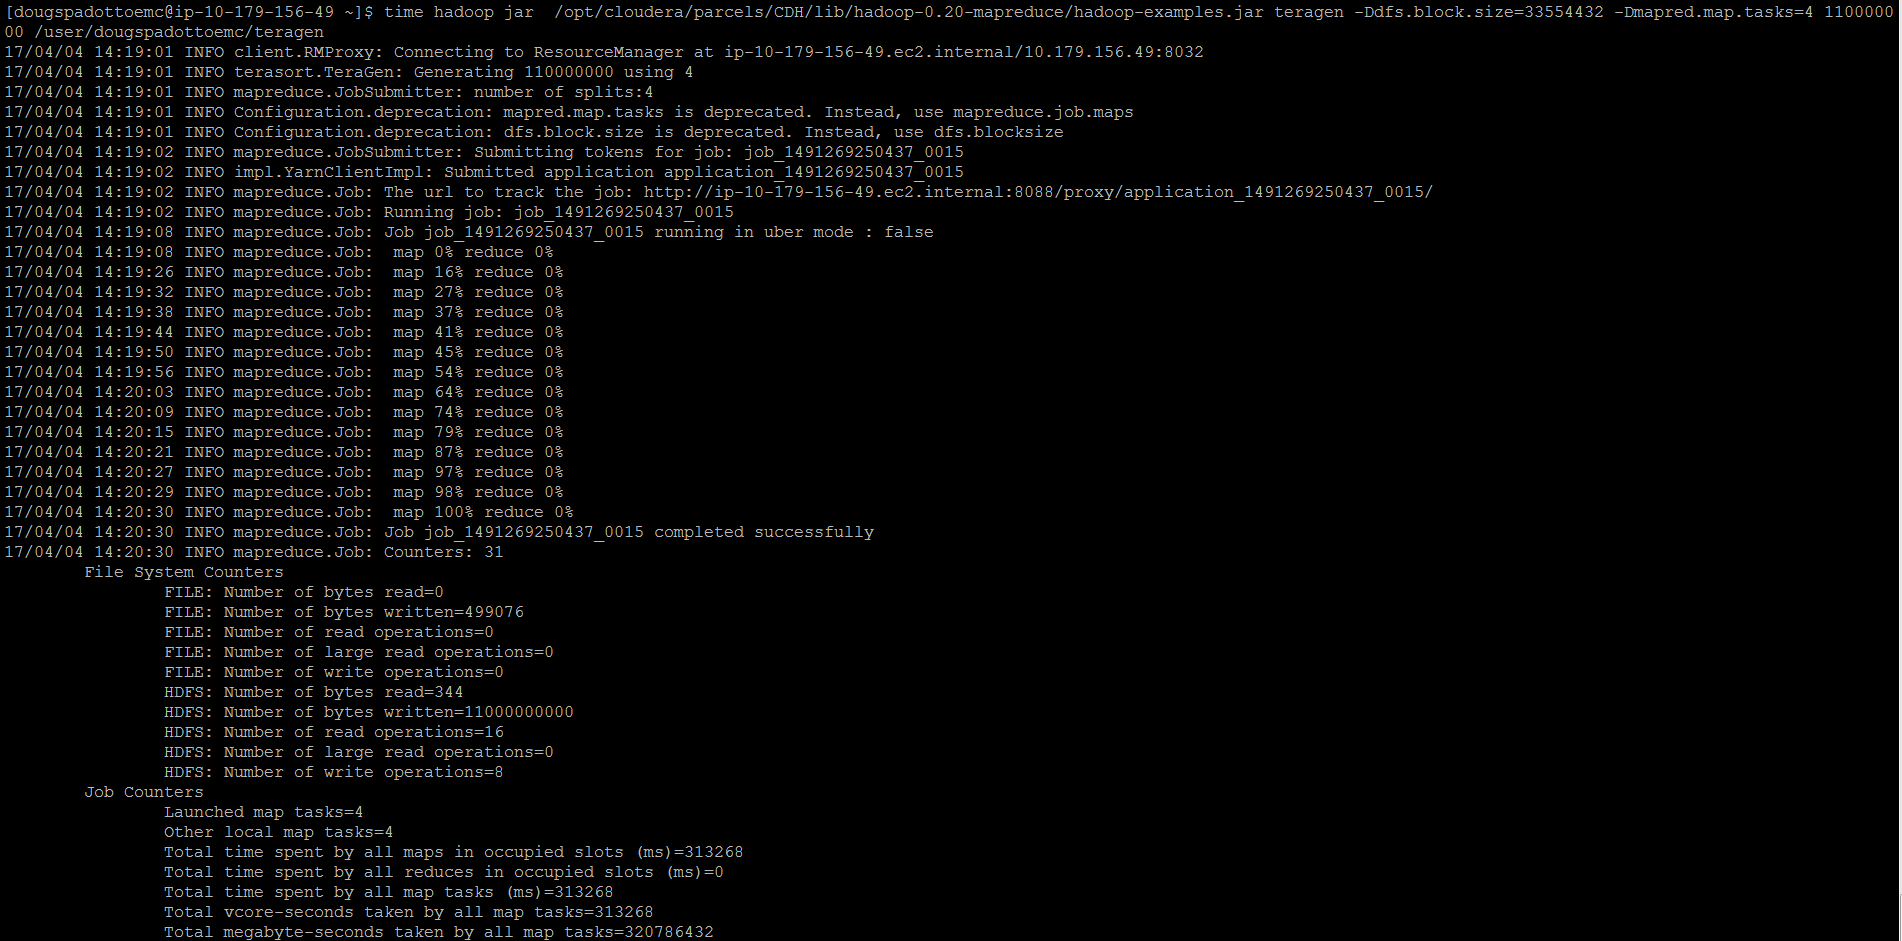 [dougspadottoemc@ip-10-179-156-49 ~]$ time hadoop jar  /opt/cloudera/parcels/CDH/lib/hadoop-0.20-mapreduce/hadoop-examples.jar teragen -Ddfs.block.size=33554432 -Dmapred.map.tasks=4 1100000
00 /user/dougspadottoemc/teragen
17/04/04 14:19:01 INFO client.RMProxy: Connecting to ResourceManager at ip-10-179-156-49.ec2.internal/10.179.156.49:8032
17/04/04 14:19:01 INFO terasort.TeraGen: Generating 110000000 using 4
17/04/04 14:19:01 INFO mapreduce.JobSubmitter: number of splits:4
17/04/04 14:19:01 INFO Configuration.deprecation: mapred.map.tasks is deprecated. Instead, use mapreduce.job.maps
17/04/04 14:19:01 INFO Configuration.deprecation: dfs.block.size is deprecated. Instead, use dfs.blocksize
17/04/04 14:19:02 INFO mapreduce.JobSubmitter: Submitting tokens for job: job_1491269250437_0015
17/04/04 14:19:02 INFO impl.YarnClientImpl: Submitted application application_1491269250437_0015
17/04/04 14:19:02 INFO mapreduce.Job: The url to track the job: http://ip-10-179-156-49.ec2.internal:8088/proxy/application_1491269250437_0015/
17/04/04 14:19:02 INFO mapreduce.Job: Running job: job_1491269250437_0015
17/04/04 14:19:08 INFO mapreduce.Job: Job job_1491269250437_0015 running in uber mode : false
17/04/04 14:19:08 INFO mapreduce.Job:  map 0% reduce 0%
17/04/04 14:19:26 INFO mapreduce.Job:  map 16% reduce 0%
17/04/04 14:19:32 INFO mapreduce.Job:  map 27% reduce 0%
17/04/04 14:19:38 INFO mapreduce.Job:  map 37% reduce 0%
17/04/04 14:19:44 INFO mapreduce.Job:  map 41% reduce 0%
17/04/04 14:19:50 INFO mapreduce.Job:  map 45% reduce 0%
17/04/04 14:19:56 INFO mapreduce.Job:  map 54% reduce 0%
17/04/04 14:20:03 INFO mapreduce.Job:  map 64% reduce 0%
17/04/04 14:20:09 INFO mapreduce.Job:  map 74% reduce 0%
17/04/04 14:20:15 INFO mapreduce.Job:  map 79% reduce 0%
17/04/04 14:20:21 INFO mapreduce.Job:  map 87% reduce 0%
17/04/04 14:20:27 INFO mapreduce.Job:  map 97% reduce 0%
17/04/04 14:20:29 INFO mapreduce.Job:  map 98% reduce 0%
17/04/04 14:20:30 INFO mapreduce.Job:  map 100% reduce 0%
17/04/04 14:20:30 INFO mapreduce.Job: Job job_1491269250437_0015 completed successfully
17/04/04 14:20:30 INFO mapreduce.Job: Counters: 31
File System Counters
FILE: Number of bytes read=0
FILE: Number of bytes written=499076
FILE: Number of read operations=0
FILE: Number of large read operations=0
FILE: Number of write operations=0
HDFS: Number of bytes read=344
HDFS: Number of bytes written=11000000000
HDFS: Number of read operations=16
HDFS: Number of large read operations=0
HDFS: Number of write operations=8
Job Counters
Launched map tasks=4
Other local map tasks=4
Total time spent by all maps in occupied slots (ms)=313268
Total time spent by all reduces in occupied slots (ms)=0
Total time spent by all map tasks (ms)=313268
Total vcore-seconds taken by all map tasks=313268
Total megabyte-seconds taken by all map tasks=320786432